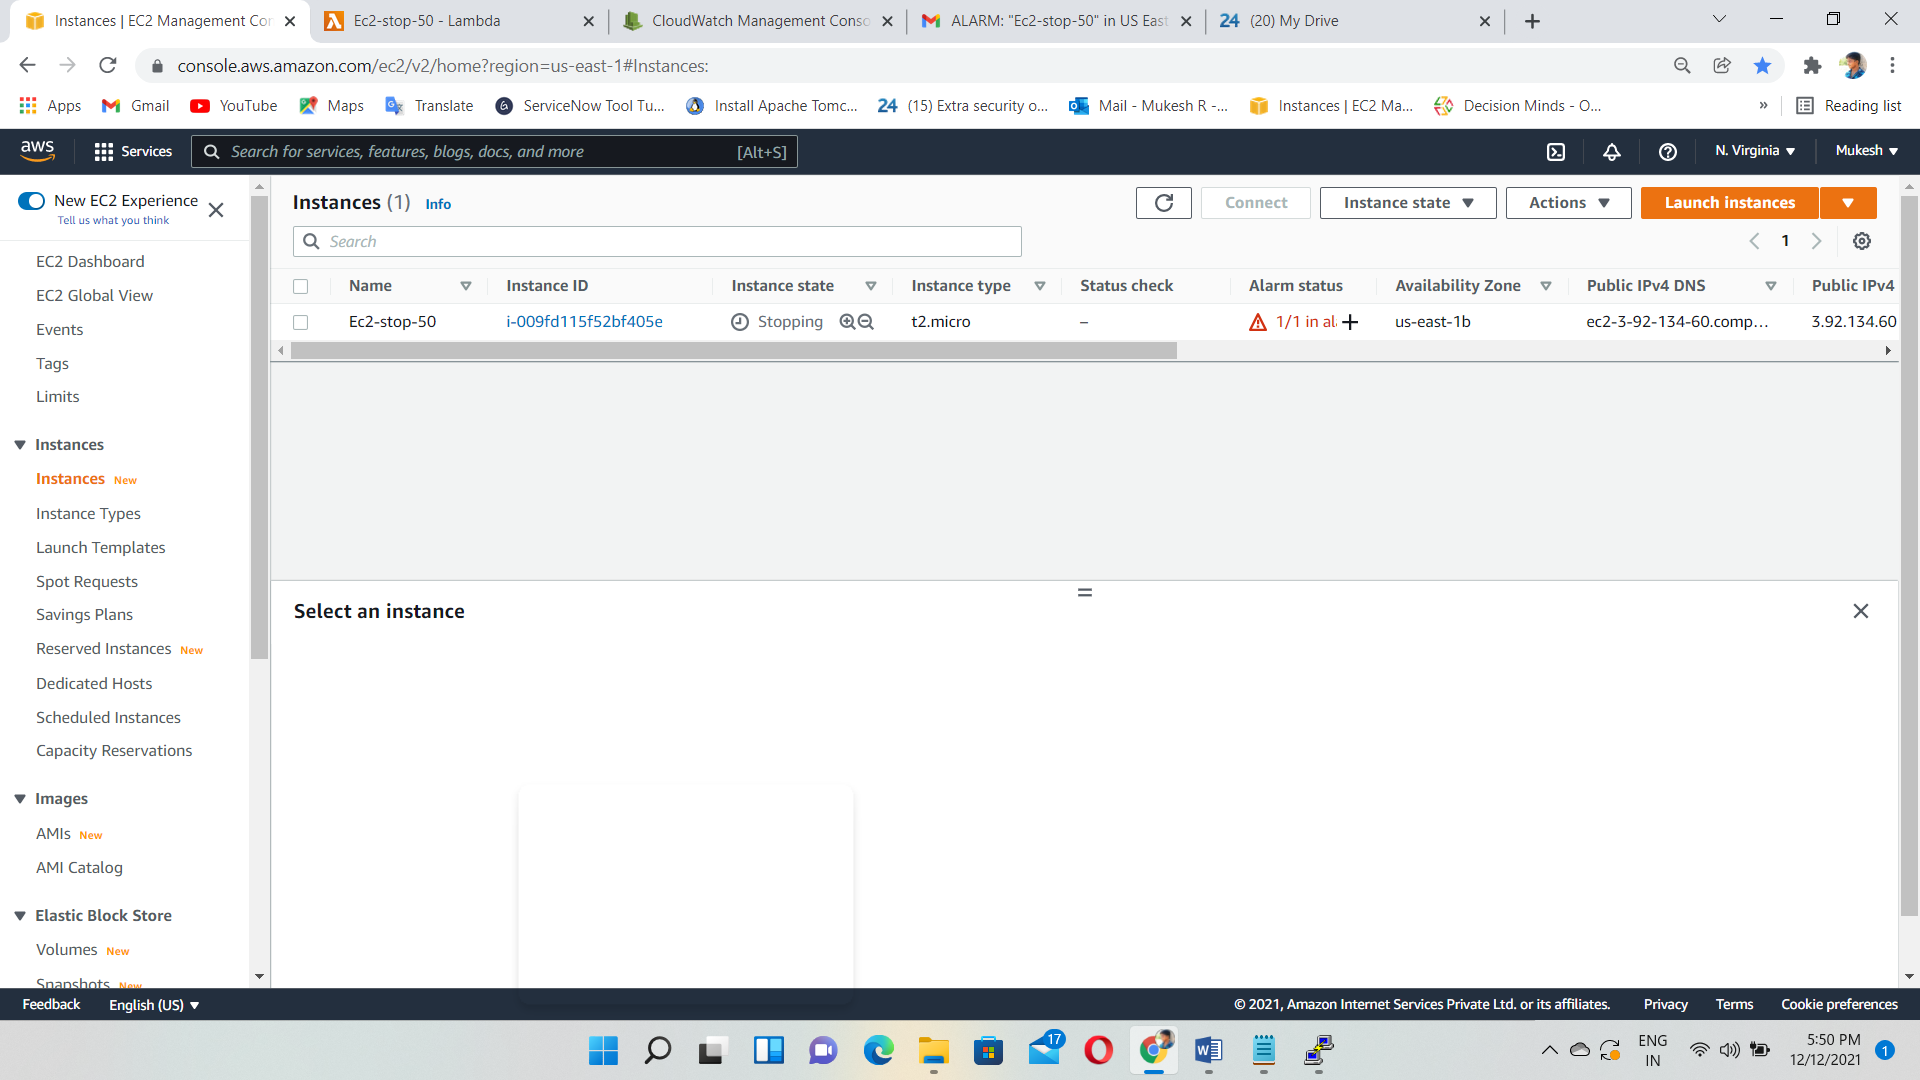 Instances | EC2 Management Con
Ec2-stop-50 - Lambda
CloudWatch Management Conso
ALARM: "Ec2-stop-50" in US East
24 (20) My Drive
console.aws.amazon.com/ec2/v2/home?region=us-east-1#Instances:
Apps
Gmail
YouTube
Maps
Translate
ServiceNow Tool Tu...
Install Apache Tomc...
24 (15) Extra security o...
Mail - Mukesh R -...
Instances | EC2 Ma...
Decision Minds - O...
»
Reading list
aws
Services
Search for services, features, blogs, docs, and more [Alt+S]
N. Virginia
Mukesh
New EC2 Experience
Tell us what you think
EC2 Dashboard
EC2 Global View
Events
Tags
Limits
Instances
Instances New
Instance Types
Launch Templates
Spot Requests
Savings Plans
Reserved Instances New
Dedicated Hosts
Scheduled Instances
Capacity Reservations
Images
AMIs New
AMI Catalog
Elastic Block Store
Volumes New
Snapshots New
Instances (1) Info
Connect
Instance state
Actions
Launch instances
Search
1
Name Instance ID Instance state Instance type Status check Alarm status Availability Zone Public IPv4 DNS Public IPv4
Ec2-stop-50 i-009fd115f52bf405e Stopping t2.micro – 1/1 in al us-east-1b ec2-3-92-134-60.comp... 3.92.134.60
Select an instance
Feedback English (US)
© 2021, Amazon Internet Services Private Ltd. or its affiliates. Privacy Terms Cookie preferences
17
ENG
IN
5:50 PM
12/12/2021
1